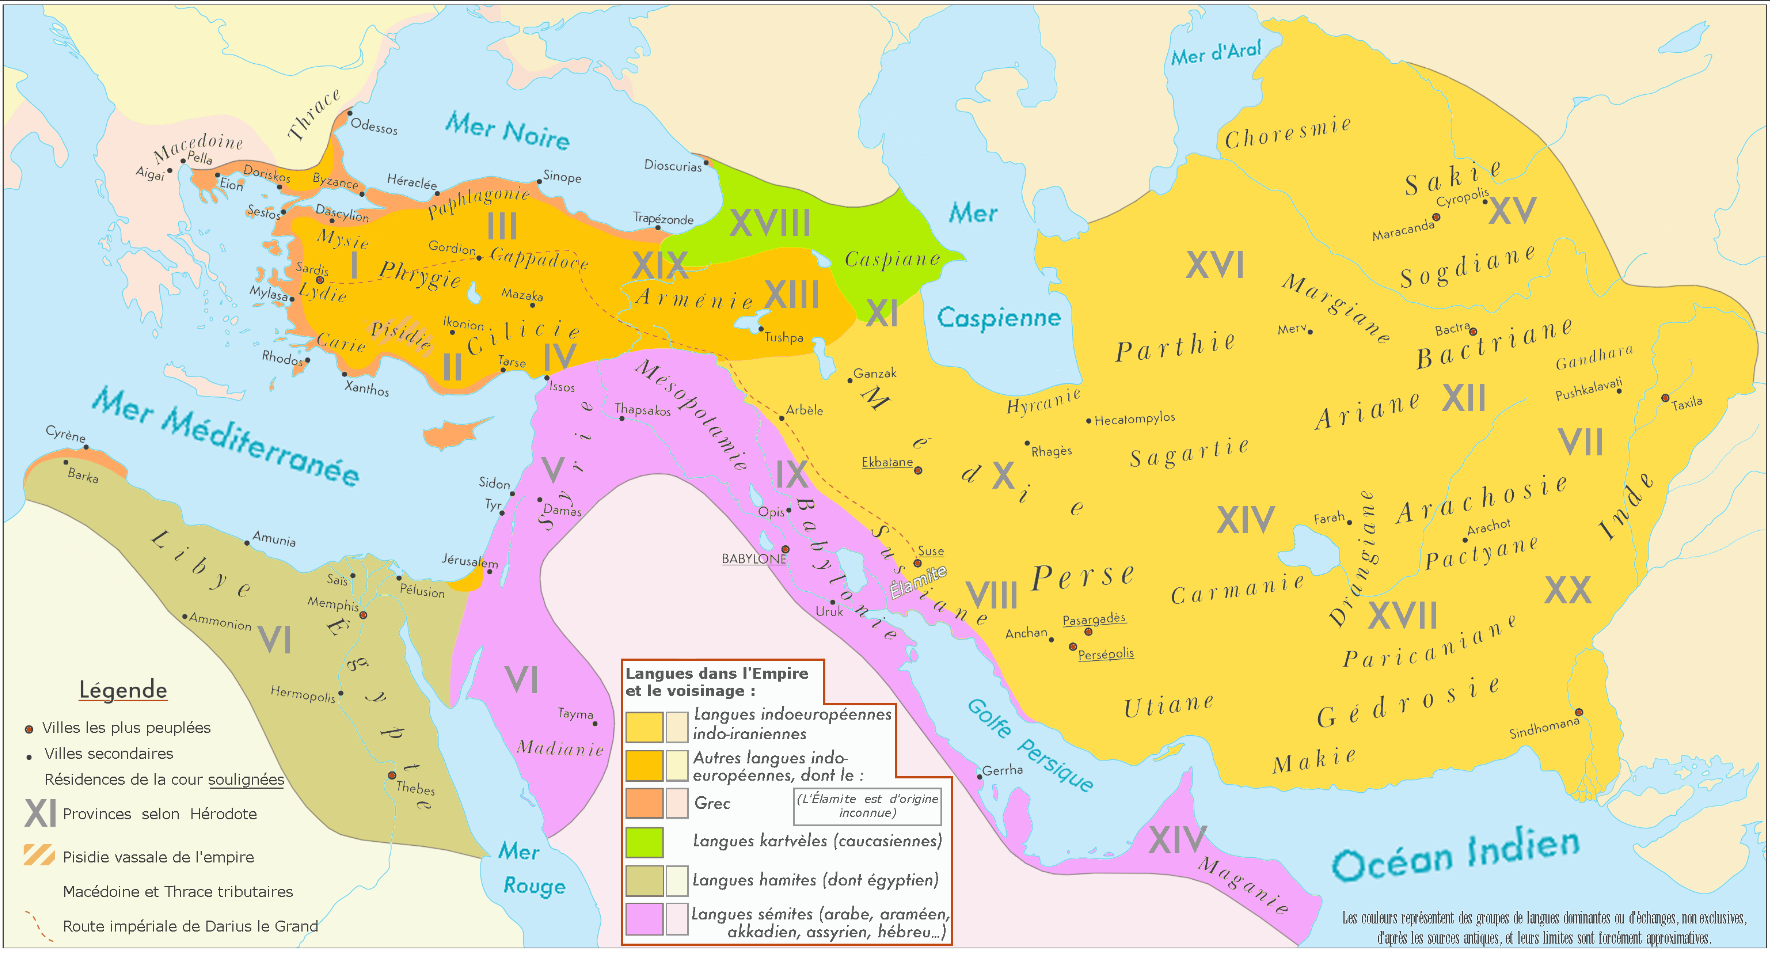 Mer d'Aral
Choresmie
Thrace
Odessos
Mer Noire
Macedoine
Pella
Aigai
Eion
Doriskos
Byzance
Héraclée
Sinope
Dioscurias
Sakie
Cyropolis
XV
Maracanda
Sestos
Dascylion
Paphlagonie
III
Trapézonde
XVIII
Mer
Caspienne
Mysie
I
Gordion
Cappadoce
XIX
Caspiane
XVI
Sogdiane
Sardis
Phrygie
Mylasa
Lydie
Mazaka
Arménie
XIII
XI
Margiane
Merv
Bactra
Bactriane
Pisidie
Ikonion
Cilicie
Tushpa
Parthie
Gandhara
Carie
Rhodos
II
Tarse
IV
Issos
Xanthos
Ganzak
Médie
Hyrcanie
Hecatompylos
Ariane
XII
Pushkalavati
Taxila
Mer Méditerranée
Mésopotamie
Thapsakos
Arbèle
Cyrène
Barka
Rhagès
Sagartie
VII
Ekbatane
X
V
Syrie
IX
Sidon
Tyr
Damas
Opis
Babylonie
Susiane
XIV
Farah
Drangiane
Arachosie
Arachot
Pactyane
Inde
Libye
Amunia
Jérusalem
BABYLONE
Suse
Élamite
Saïs
Pélusion
Memphis
Uruk
VIII
Perse
Carmanie
XX
Ammonion
VI
Égypte
Anchan
Pasargadès
Persépolis
XVII
Paricaniane
Hermopolis
VI
Tayma
Madianie
Golfe Persique
Utiane
Gédrosie
Sindhomana
Makie
Gerrha
Thebes
XIV
Maganie
Mer
Rouge
Océan Indien
Légende
Villes les plus peuplées
Villes secondaires
Résidences de la cour soulignées
XI Provinces selon Hérodote
Pisidie vassale de l'empire
Macédoine et Thrace tributaires
Route impériale de Darius le Grand
Langues dans l'Empire
et le voisinage :
Langues indoeuropéennes
indo-iraniennes
Autres langues indo-
européennes, dont le :
Grec
(L'Élamite est d'origine
inconnue)
Langues kartvèles (caucasiennes)
Langues hamites (dont égyptien)
Langues sémites (arabe, araméen,
akkadien, assyrien, hébreu...)
Les couleurs représentent des groupes de langues dominantes ou d'échanges, non exclusives,
d'après les sources antiques, et leurs limites sont forcément approximatives.